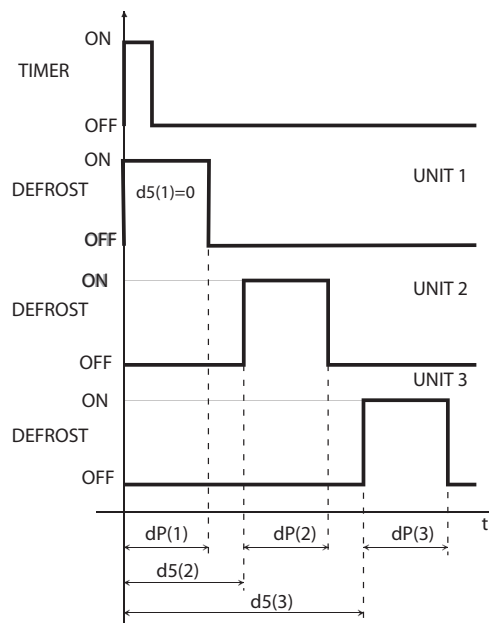 ON
TIMER
OFF
ON
UNIT 1
DEFROST
d5(1)=0
OFF
ON
UNIT 2
DEFROST
OFF
UNIT 3
ON
DEFROST
OFF
t
dP(1)
dP(2)
dP(3)
d5(2)
d5(3)